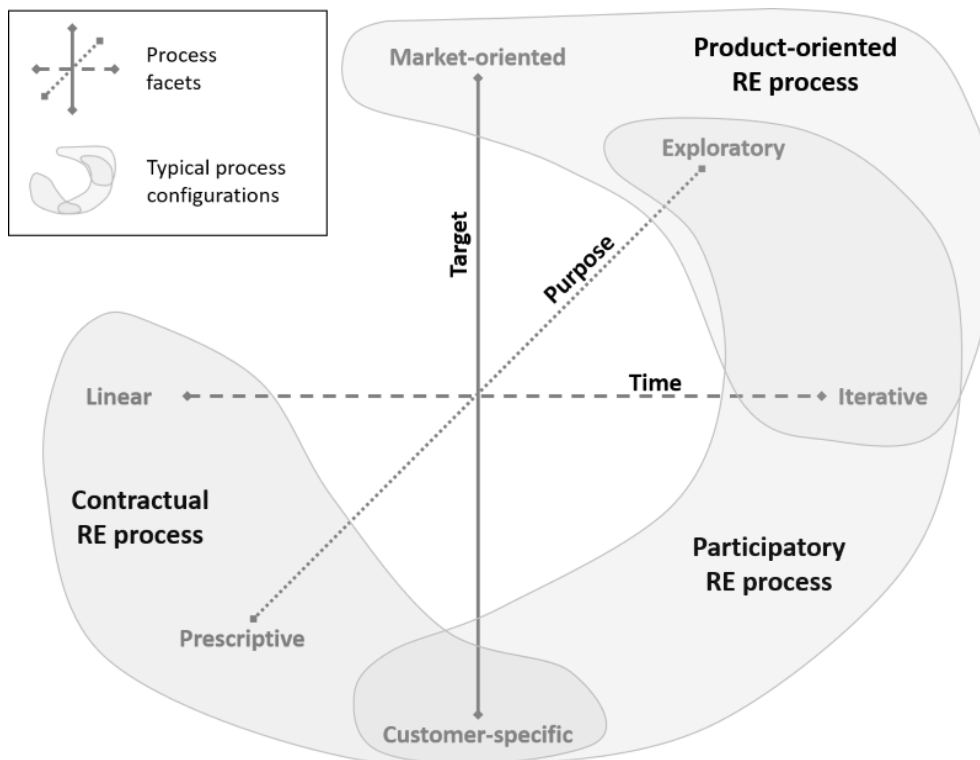 Process
facets
Typical process
configurations
Market-oriented
Product-oriented
RE process
Exploratory
Target
Purpose
Linear
Time
Iterative
Contractual
RE process
Participatory
RE process
Prescriptive
Customer-specific